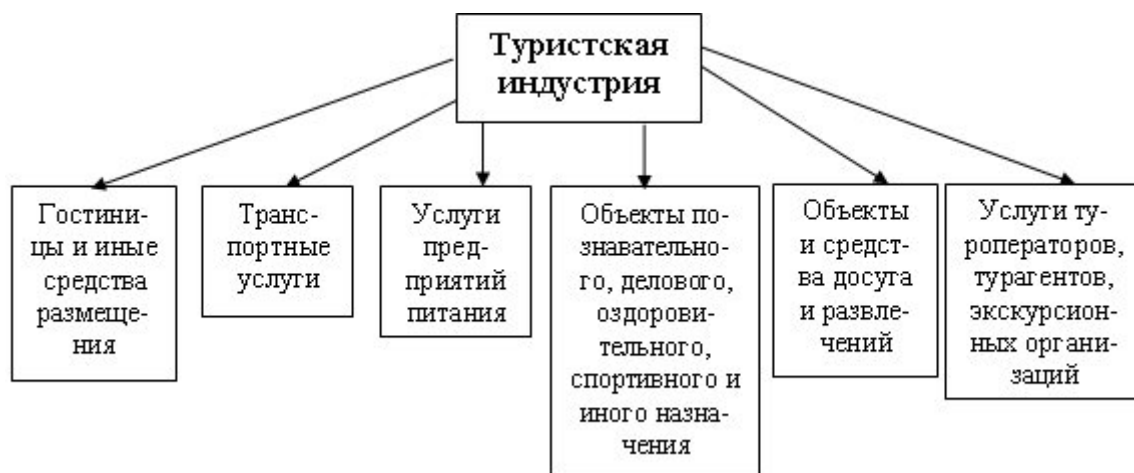 Туристская
индустрия
Гостини-
цы и иные
средства
размеще-
ния
Транс-
портные
услуги
Услуги
пред-
приятий
питания
Объекты по-
знавательно-
го, делового,
оздорови-
тельного,
спортивного и
иного назна-
чения
Объекты
и средст-
ва досуга
и развле-
чений
Услуги ту-
роператоров,
турагентов,
экскурсион-
ных органи-
заций